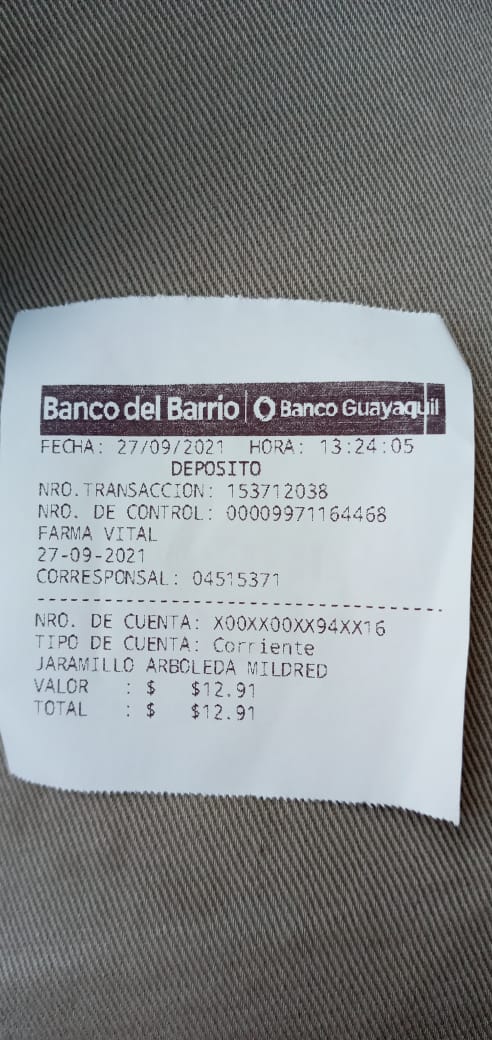 Banco del Barrio | Banco Guayaquil
FECHA: 27/09/2021 HORA: 13:24:05
DEPOSITO
NRO.TRANSACCION: 153712038
NRO. DE CONTROL: 00009971164468
FARMA VITAL
27-09-2021
CORRESPONSAL: 04515371
NRO. DE CUENTA: X00XX00XX94XX16
TIPO DE CUENTA: Corriente
JARAMILLO ARBOLEDA MILDRED
VALOR : $ $12.91
TOTAL : $ $12.91